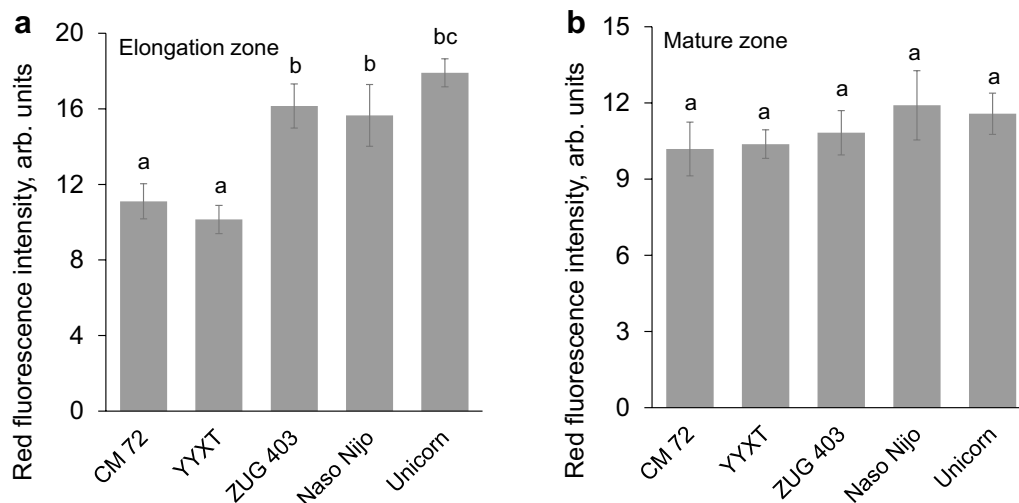 a
Elongation zone
Red fluorescence intensity, arb. units
20
16
12
8
4
0
a
a
b
b
bc
CM 72
YYXT
ZUG 403
Naso Nijo
Unicorn
b
Mature zone
Red fluorescence intensity, arb. units
15
12
9
6
3
0
a
a
a
a
a
CM 72
YYXT
ZUG 403
Naso Nijo
Unicorn